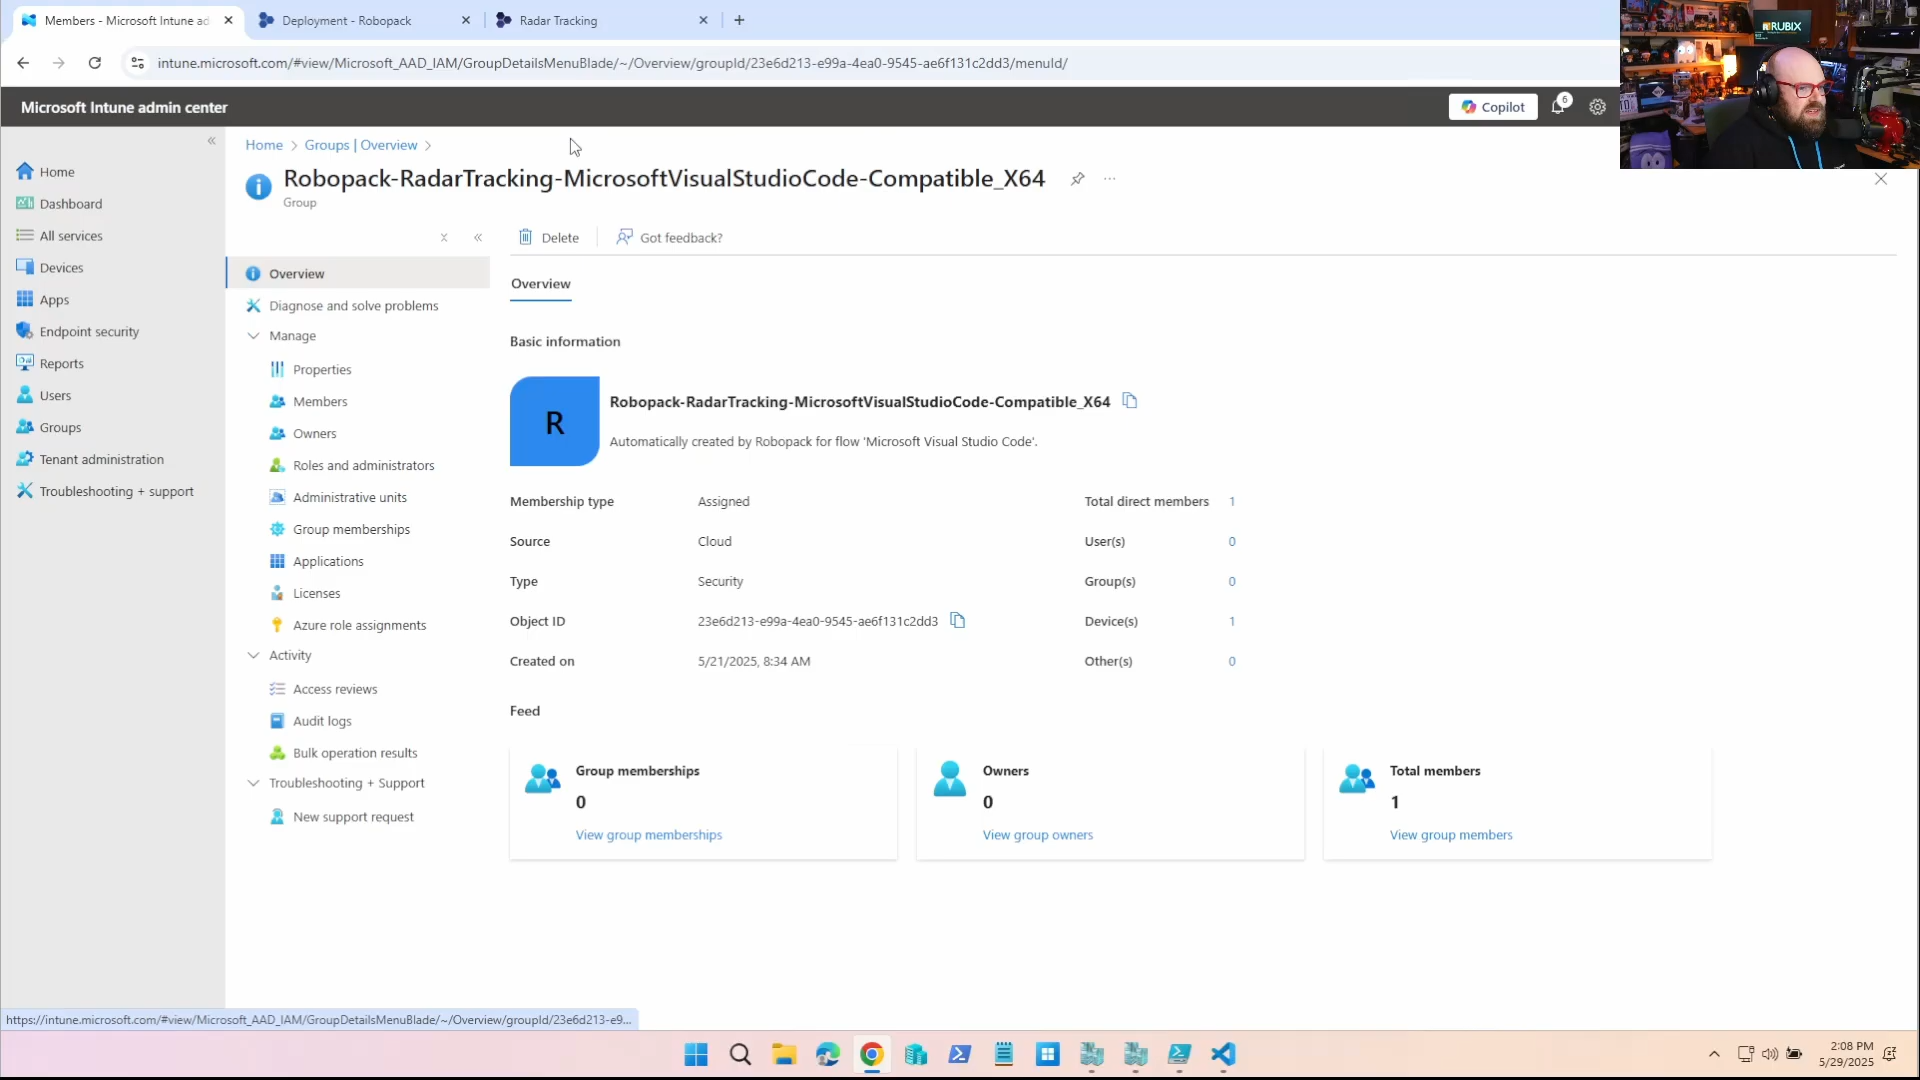 Members - Microsoft Intune ad
Deployment - Robopack
Radar Tracking
intune.microsoft.com/#view/Microsoft_AAD_IAM/GroupDetailsMenuBlade/~/Overview/groupId/23e6d213-e99a-4ea0-9545-ae6f131c2dd3/menuId/
Microsoft Intune admin center
Copilot
6
RUBIX
Home
Dashboard
All services
Devices
Apps
Endpoint security
Reports
Users
Groups
Tenant administration
Troubleshooting + support
Home > Groups | Overview >
Robopack-RadarTracking-MicrosoftVisualStudioCode-Compatible_X64
Group
Overview
Diagnose and solve problems
Manage
Properties
Members
Owners
Roles and administrators
Administrative units
Group memberships
Applications
Licenses
Azure role assignments
Activity
Access reviews
Audit logs
Bulk operation results
Troubleshooting + Support
New support request
Delete
Got feedback?
Overview
Basic information
R
Robopack-RadarTracking-MicrosoftVisualStudioCode-Compatible_X64
Automatically created by Robopack for flow 'Microsoft Visual Studio Code'.
Membership type Assigned Total direct members 1
Source Cloud User(s) 0
Type Security Group(s) 0
Object ID 23e6d213-e99a-4ea0-9545-ae6f131c2dd3 Device(s) 1
Created on 5/21/2025, 8:34 AM Other(s) 0
Feed
Group memberships
0
View group memberships
Owners
0
View group owners
Total members
1
View group members
https://intune.microsoft.com/#view/Microsoft_AAD_IAM/GroupDetailsMenuBlade/~/Overview/groupId/23e6d213-e9...
2:08 PM
5/29/2025